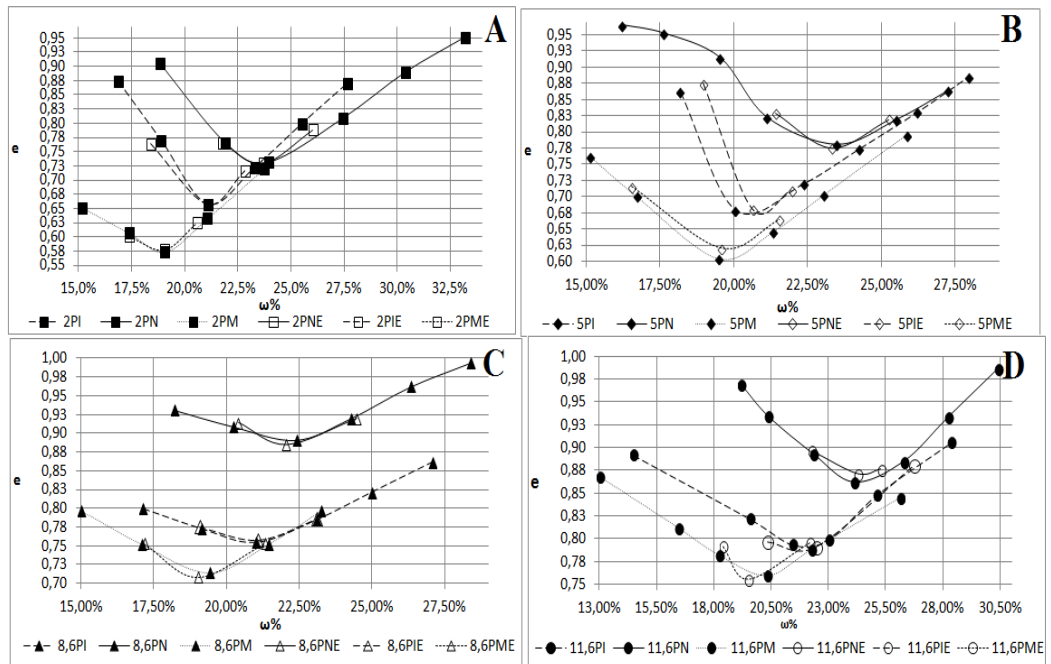 A
0,95
0,93
0,90
0,88
0,85
0,83
0,80
0,78
0,75
0,73
0,70
0,68
0,65
0,63
0,60
0,58
0,55
e
15,0% 17,5% 20,0% 22,5% 25,0% 27,5% 30,0% 32,5%
ω%
2PI 2PN 2PM 2PNE 2PIE 2PME
B
0,95
0,93
0,90
0,88
0,85
0,83
0,80
0,78
0,75
0,73
0,70
0,68
0,65
0,63
0,60
e
15,00% 17,50% 20,00% 22,50% 25,00% 27,50%
ω%
5PI 5PN 5PM 5PNE 5PIE 5PME
C
1,00
0,98
0,95
0,93
0,90
0,88
0,85
0,83
0,80
0,78
0,75
0,73
0,70
e
15,00% 17,50% 20,00% 22,50% 25,00% 27,50%
ω%
8,6PI 8,6PN 8,6PM 8,6PNE 8,6PIE 8,6PME
D
1,00
0,98
0,95
0,93
0,90
0,88
0,85
0,83
0,80
0,78
0,75
e
13,00% 15,50% 18,00% 20,50% 23,00% 25,50% 28,00% 30,50%
ω%
11,6PI 11,6PN 11,6PM 11,6PNE 11,6PIE 11,6PME